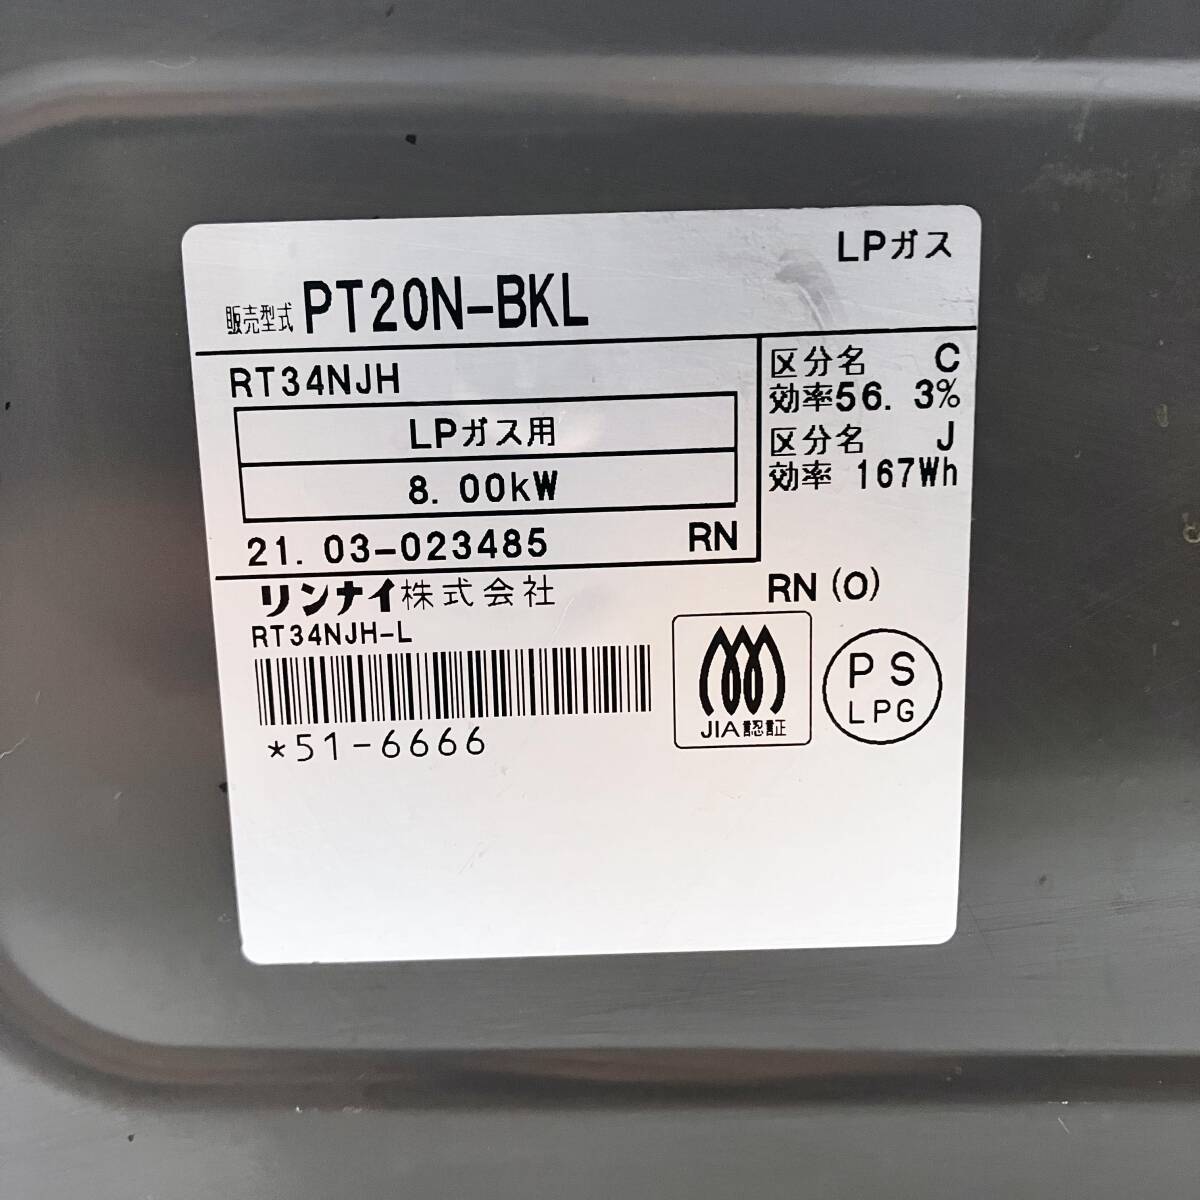 LPガス
販売型式 PT20N-BKL
RT34NJH
LPガス用
8.00kW
21.03-023485 RN
区分名 C
効率56.3%
区分名 J
効率 167Wh
リンナイ株式会社
RN(O)
RT34NJH-L
*51-6666
JIA認証
PS
LPG